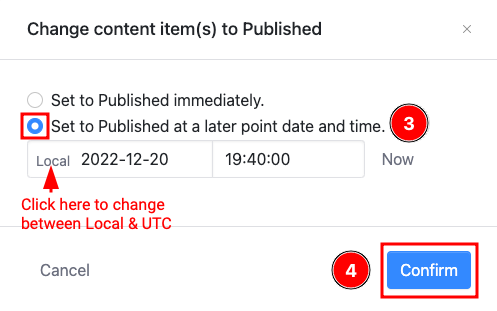 Change content item(s) to Published
×
Set to Published immediately.
Set to Published at a later point date and time. 3
Local 2022-12-20 19:40:00 Now
Click here to change
between Local & UTC
Cancel 4 Confirm